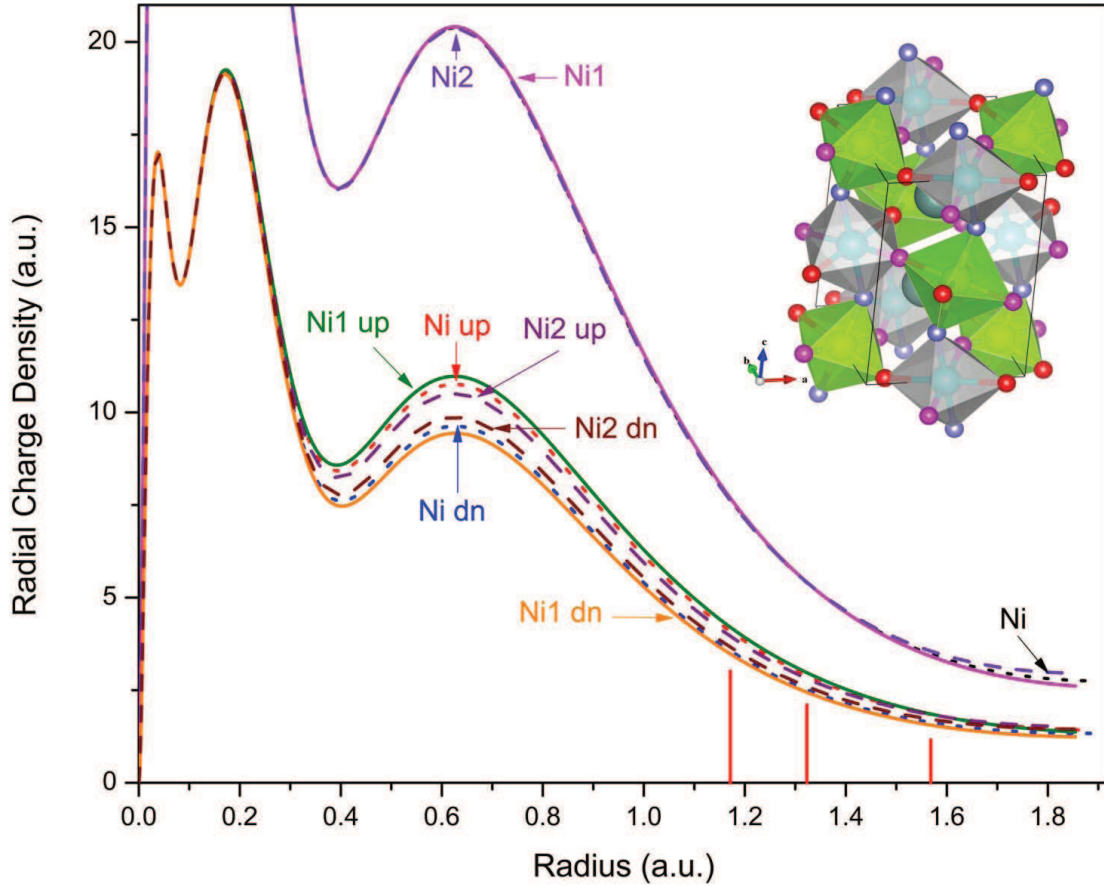 20
15
10
5
0
Radial Charge Density (a.u.)
Ni2
Ni1
Ni1 up
Ni up
Ni2 up
Ni2 dn
Ni dn
Ni1 dn
Ni
c
b
a
0.0 0.2 0.4 0.6 0.8 1.0 1.2 1.4 1.6 1.8
Radius (a.u.)